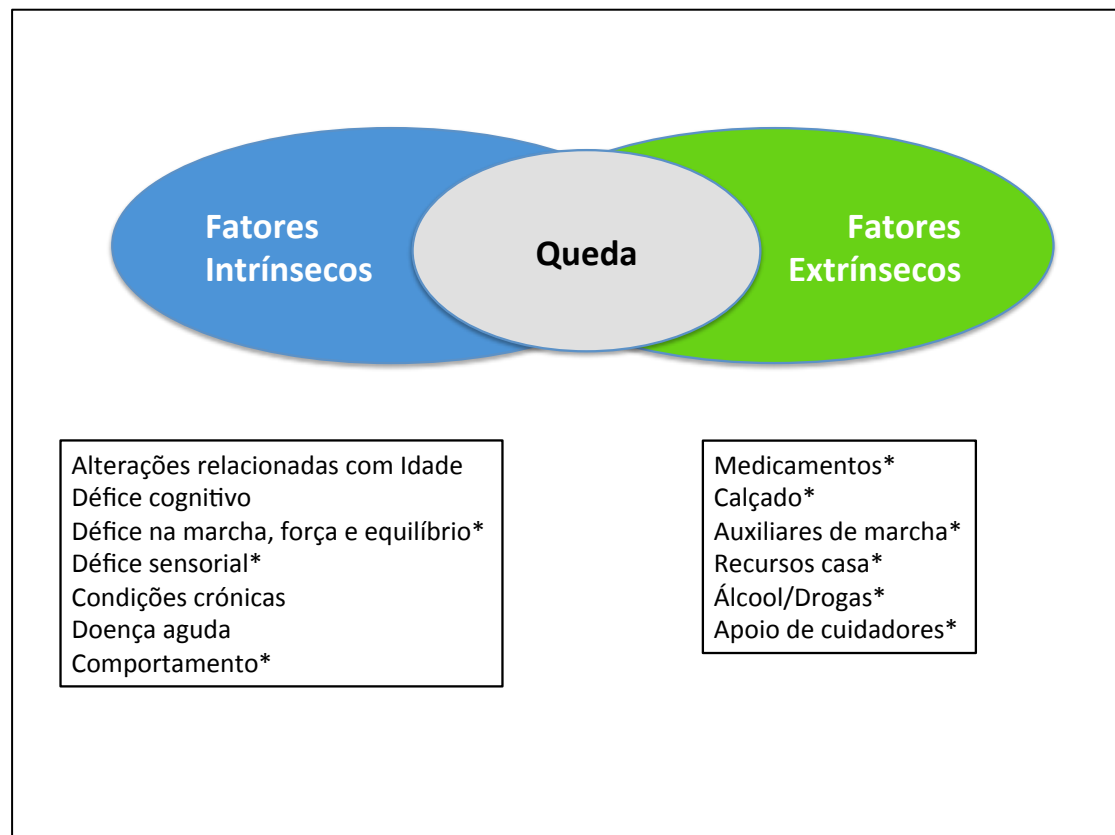 Fatores
Intrínsecos
Queda
Fatores
Extrínsecos
Alterações relacionadas com Idade
Défice cognitivo
Défice na marcha, força e equilíbrio*
Défice sensorial*
Condições crónicas
Doença aguda
Comportamento*
Medicamentos*
Calçado*
Auxiliares de marcha*
Recursos casa*
Álcool/Drogas*
Apoio de cuidadores*